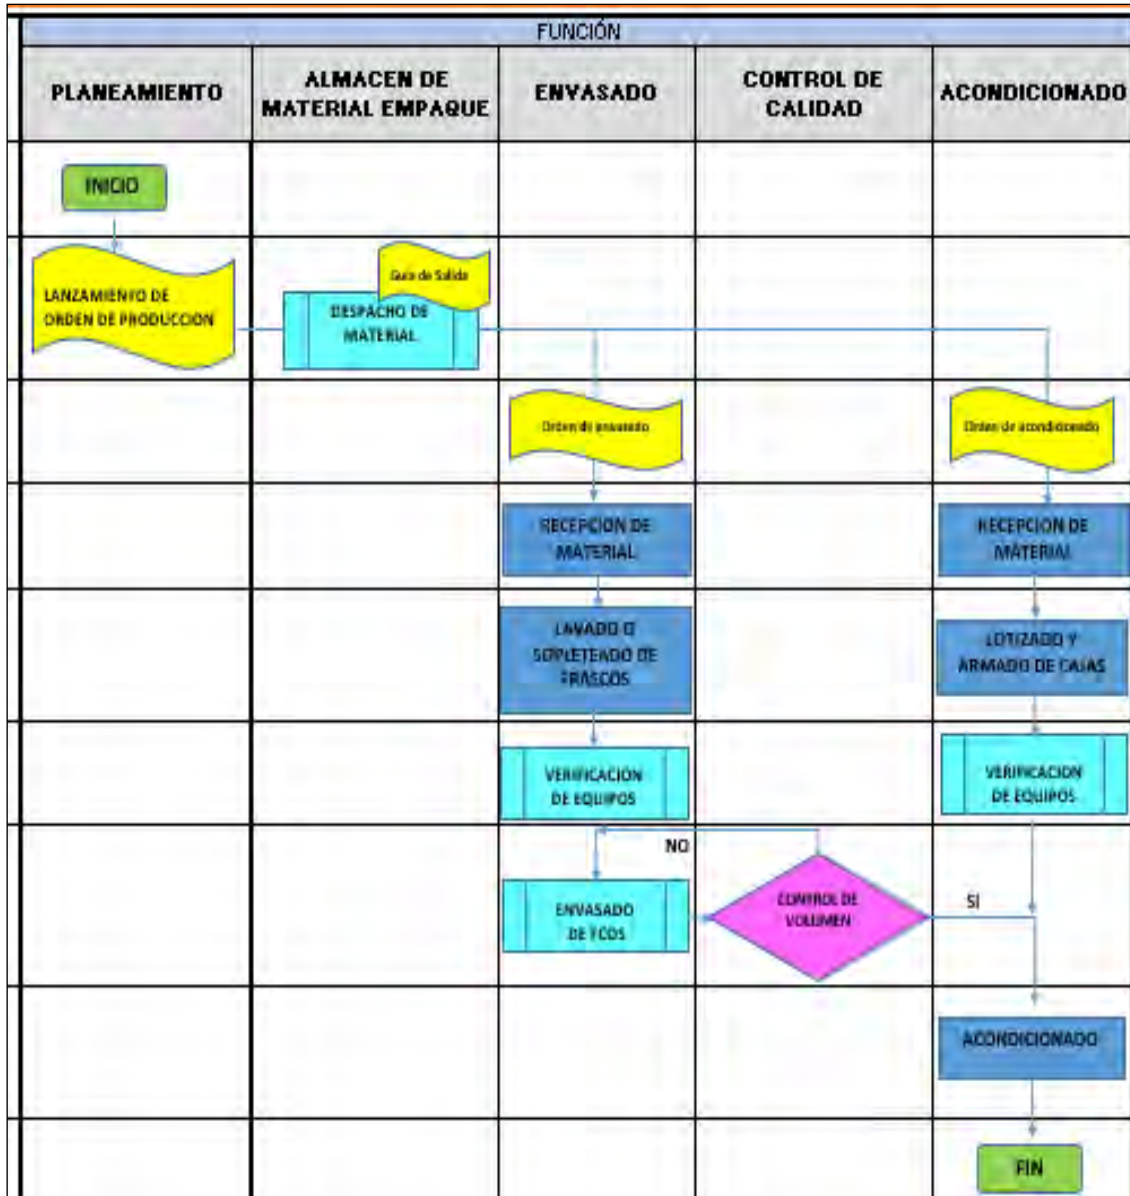 FUNCIÓN
PLANEAMIENTO
ALMACEN DE
MATERIAL EMPAQUE
ENVASADO
CONTROL DE
CALIDAD
ACONDICIONADO
INICIO
LANZAMIENTO DE
ORDEN DE PRODUCCION
Guia de Salida
DESPACHO DE
MATERIAL
Orden de envasado
Orden de acondicionado
RECEPCION DE
MATERIAL
RECEPCION DE
MATERIAL
LAVADO O
SOPLETEADO DE
FRASCOS
LOTIZADO Y
ARMADO DE CAJAS
VERIFICACION
DE EQUIPOS
VERIFICACION
DE EQUIPOS
NO
ENVASADO
DE FCOS
CONTROL DE
VOLUMEN
SI
ACONDICIONADO
FIN